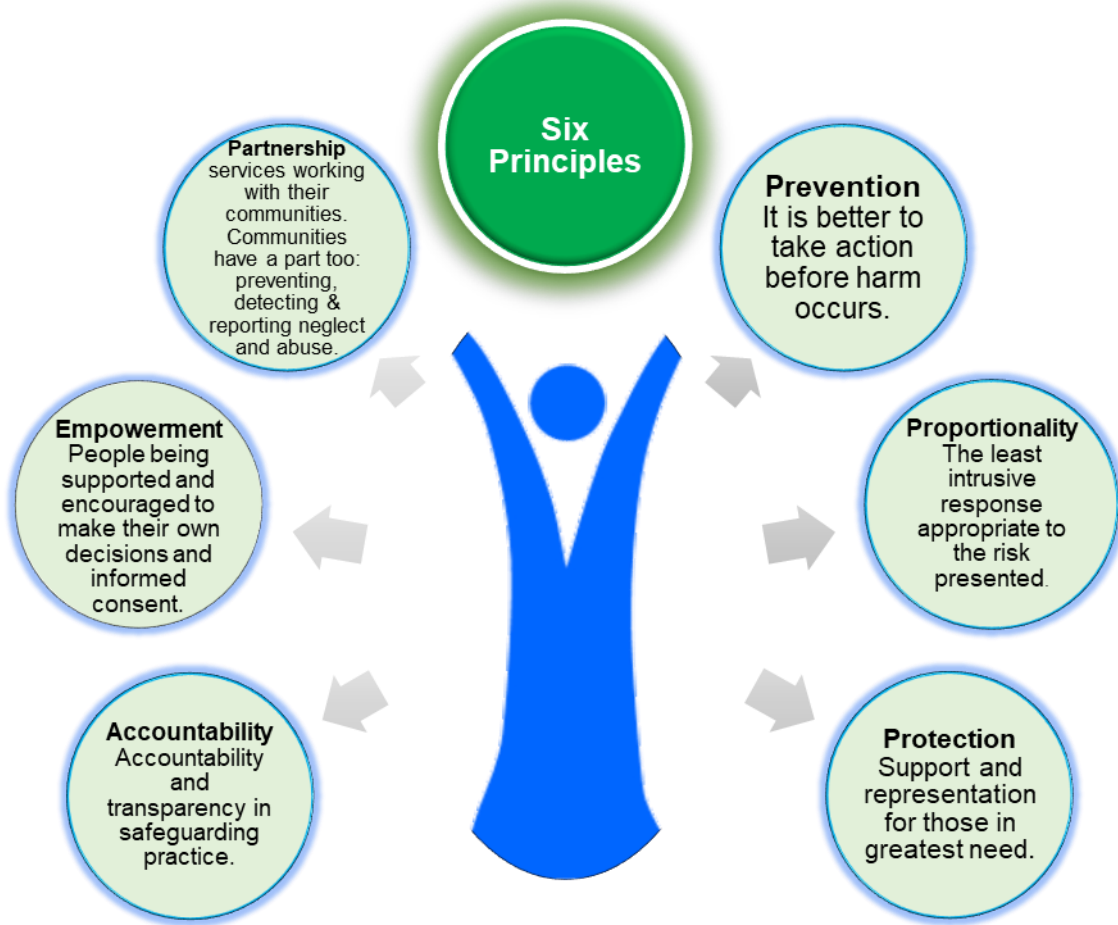 Six
Principles
Partnership
services working
with their
communities.
Communities
have a part too:
preventing,
detecting &
reporting neglect
and abuse.
Prevention
It is better to
take action
before harm
occurs.
Empowerment
People being
supported and
encouraged to
make their own
decisions and
informed
consent.
Proportionality
The least
intrusive
response
appropriate to
the risk
presented.
Accountability
Accountability
and
transparency in
safeguarding
practice.
Protection
Support and
representation
for those in
greatest need.